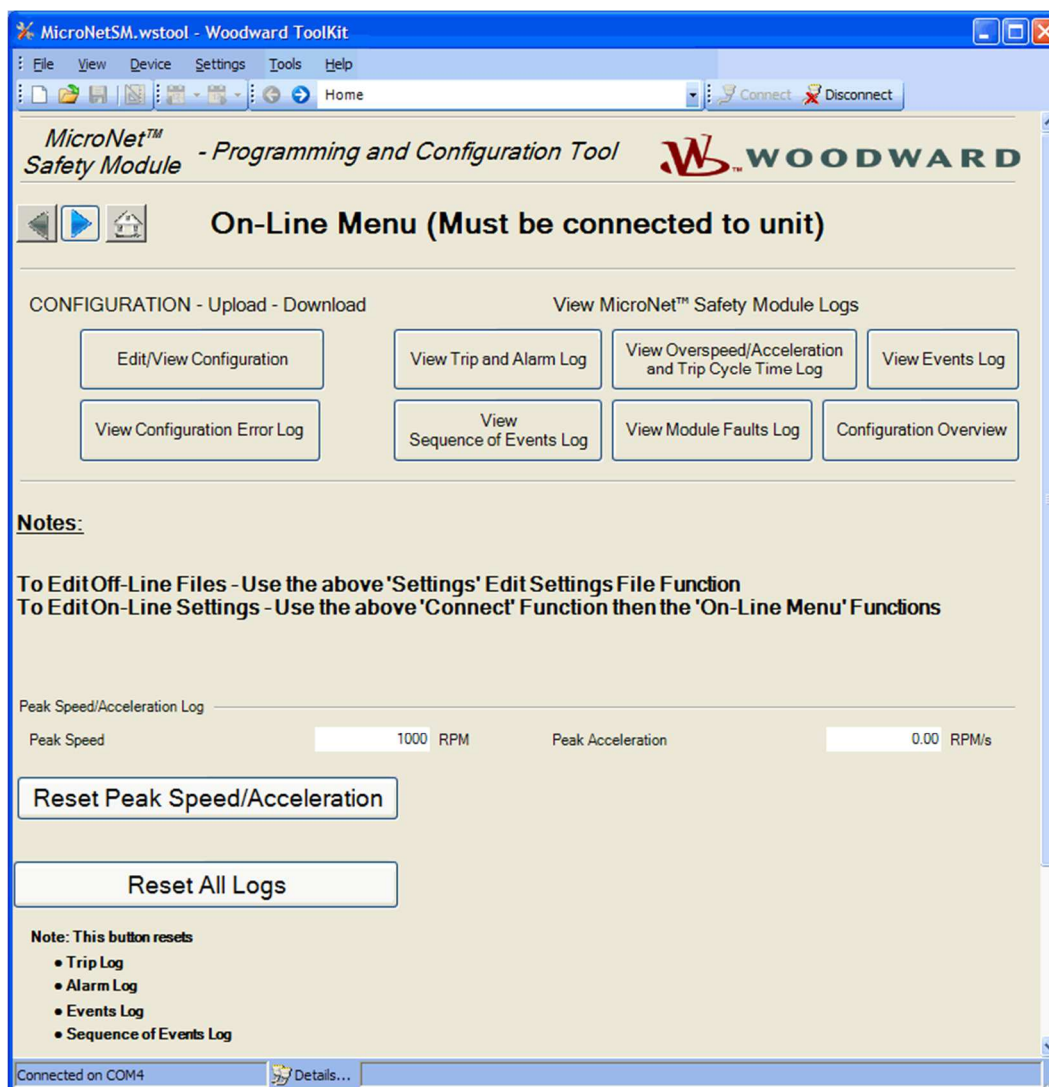 MicroNetSM.wstool - Woodward ToolKit
File View Device Settings Tools Help
Home Connect Disconnect
MicroNet™
Safety Module - Programming and Configuration Tool
W™ WOODWARD
On-Line Menu (Must be connected to unit)
CONFIGURATION - Upload - Download
View MicroNet™ Safety Module Logs
Edit/View Configuration
View Trip and Alarm Log
View Overspeed/Acceleration
and Trip Cycle Time Log
View Events Log
View Configuration Error Log
View
Sequence of Events Log
View Module Faults Log
Configuration Overview
Notes:
To Edit Off-Line Files - Use the above 'Settings' Edit Settings File Function
To Edit On-Line Settings - Use the above 'Connect' Function then the 'On-Line Menu' Functions
Peak Speed/Acceleration Log
Peak Speed 1000 RPM Peak Acceleration 0.00 RPM/s
Reset Peak Speed/Acceleration
Reset All Logs
Note: This button resets
• Trip Log
• Alarm Log
• Events Log
• Sequence of Events Log
Connected on COM4 Details...